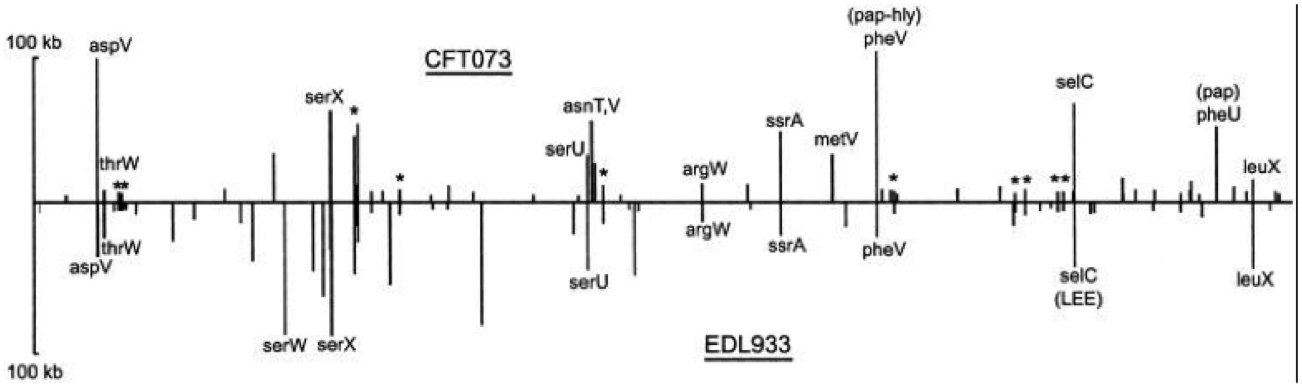 (pap-hly)
100 kb
aspV
pheV
CFT073
selC
serX
*
asnT,V
(pap)
pheU
ssrA
metV
serU
thrW
**
*
*
argW
*
**
**
leuX
thrW
aspV
argW
ssrA
pheV
serU
selC
(LEE)
leuX
serW
serX
EDL933
100 kb